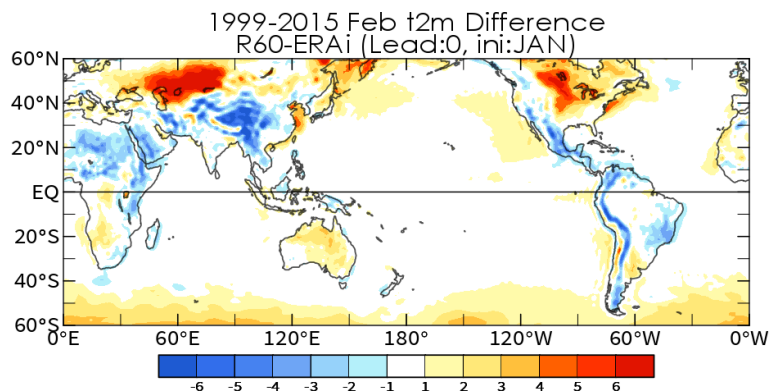 1999-2015 Feb t2m Difference
R60-ERAi (Lead:0, ini:JAN)
60°N
40°N
20°N
EQ
20°S
40°S
60°S
0°E 60°E 120°E 180° 120°W 60°W 0°W
-6 -5 -4 -3 -2 -1 1 2 3 4 5 6